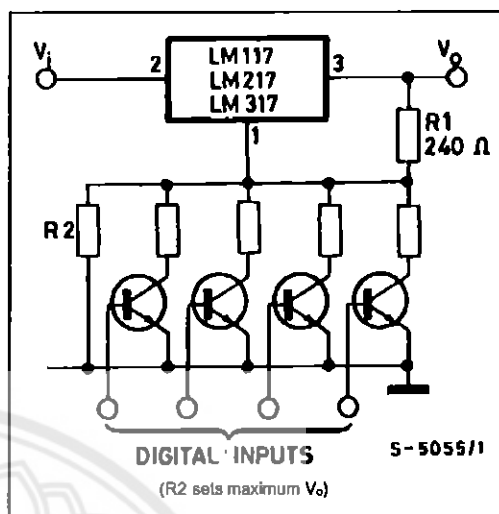 Vi
2
LM117
LM217
LM317
3
Vo
1
R1
240 Ω
R2
DIGITAL INPUTS
S-5055/1
(R2 sets maximum Vo)